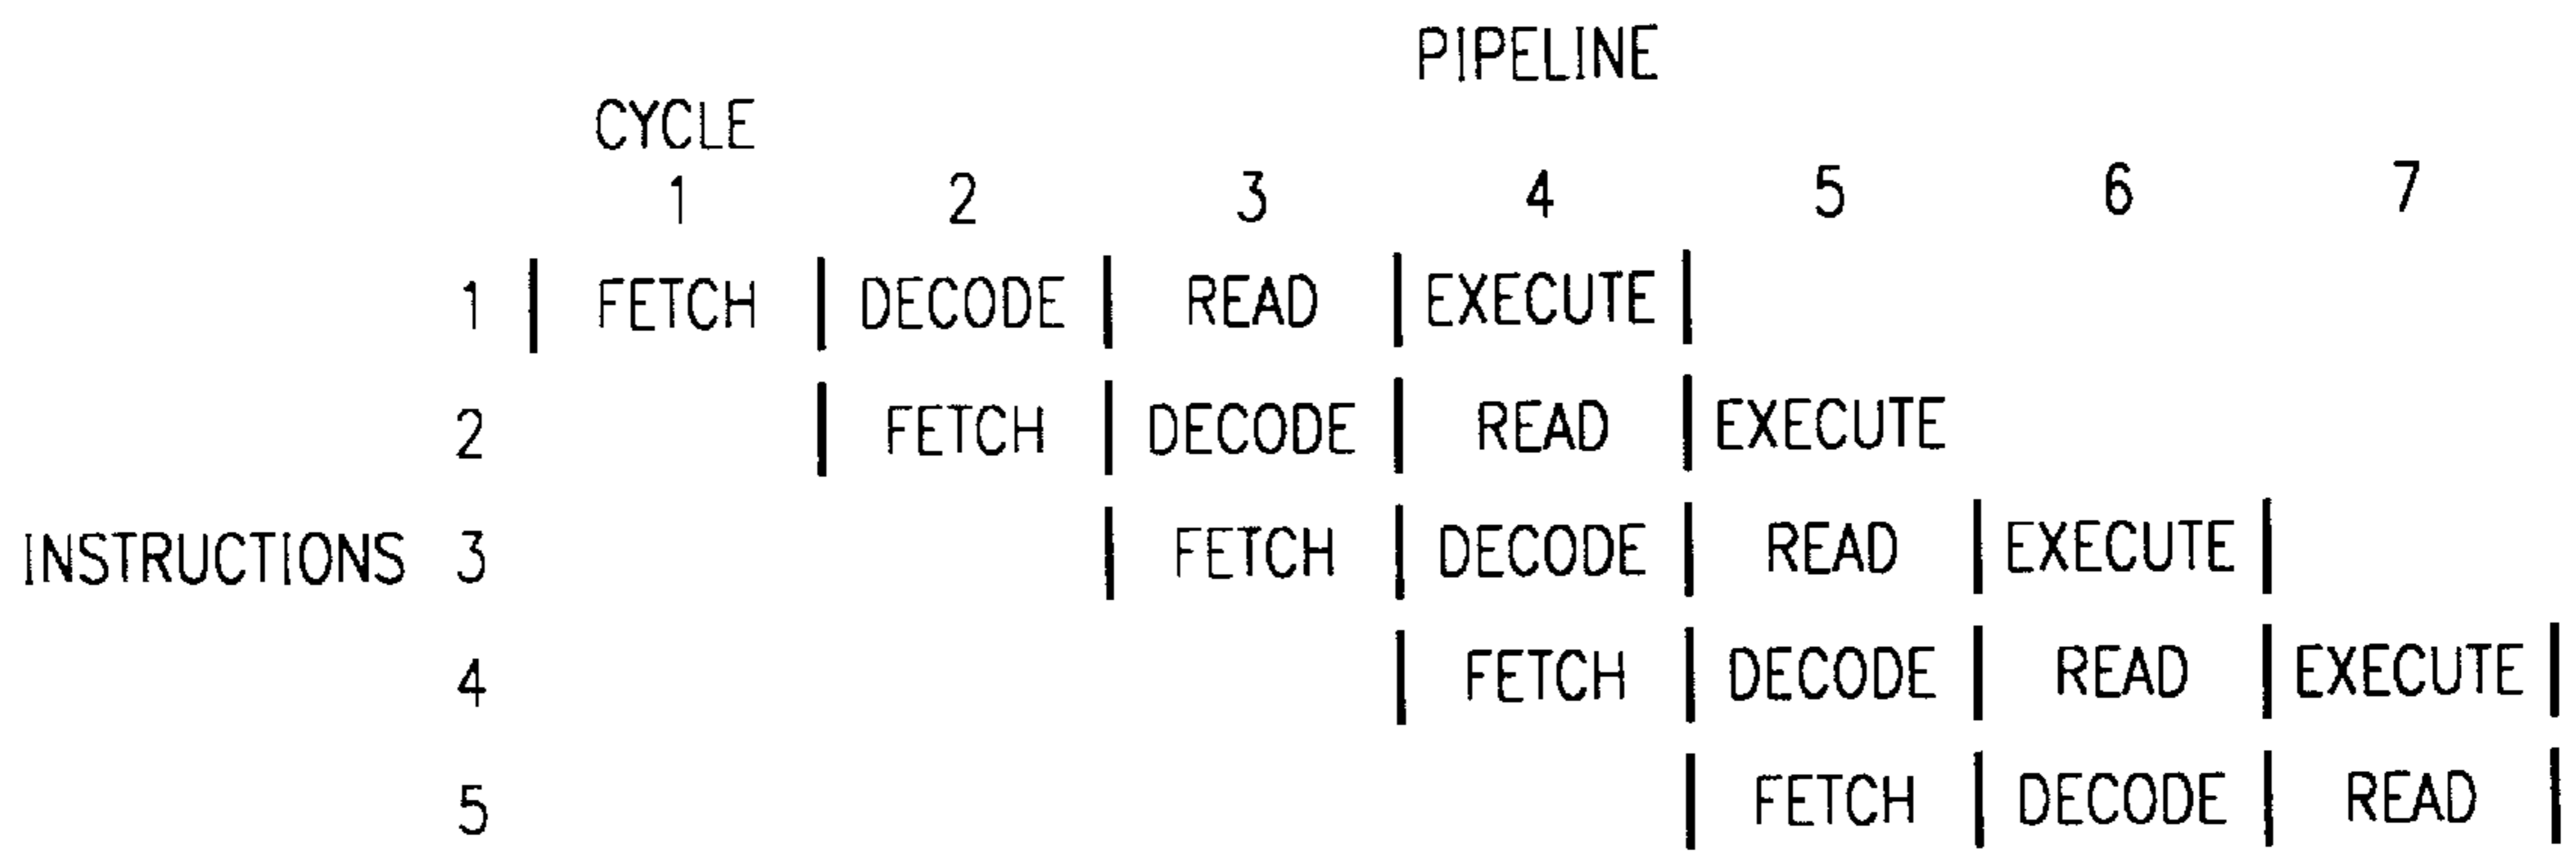 PIPELINE
CYCLE
1 2 3 4 5 6 7
1 | FETCH | DECODE | READ | EXECUTE |
2 | FETCH | DECODE | READ | EXECUTE
INSTRUCTIONS 3 | FETCH | DECODE | READ | EXECUTE |
4 | FETCH | DECODE | READ | EXECUTE |
5 | FETCH | DECODE | READ |